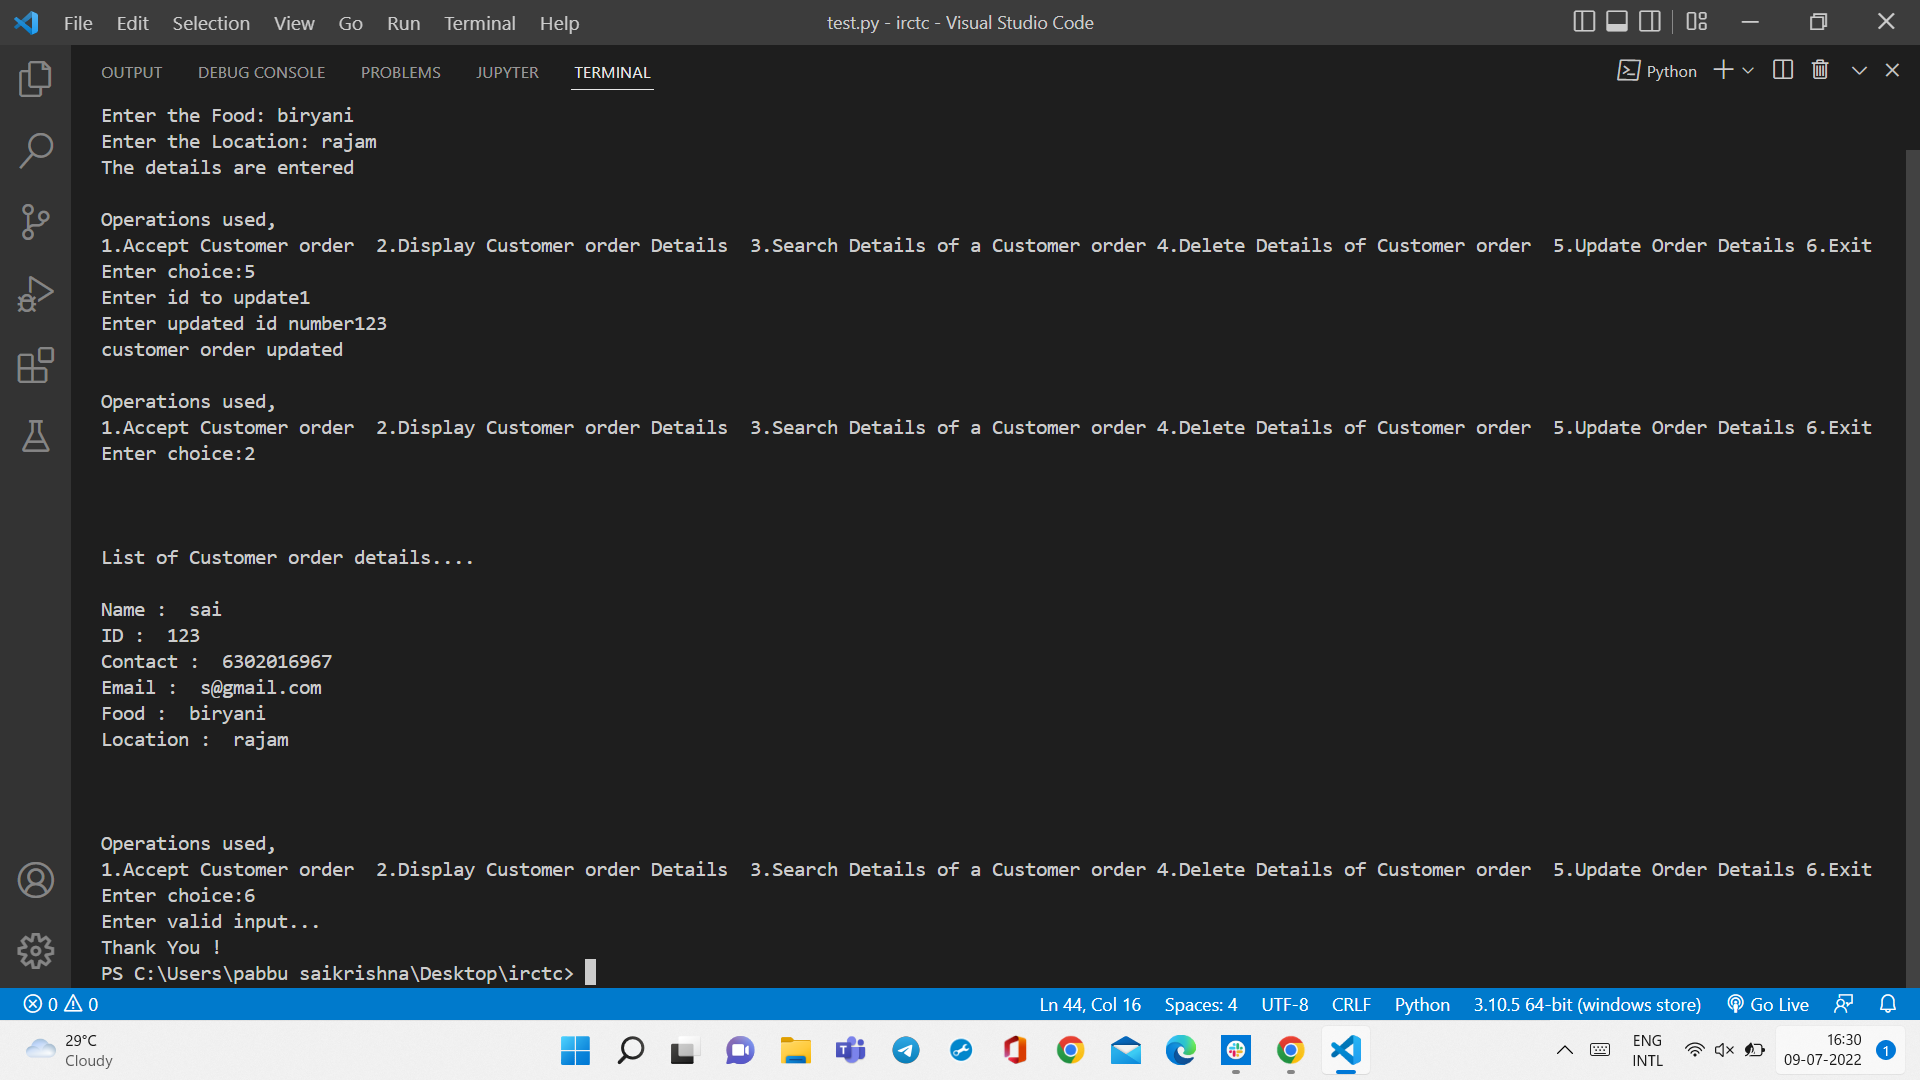 File Edit Selection View Go Run Terminal Help
test.py - irctc - Visual Studio Code
OUTPUT DEBUG CONSOLE PROBLEMS JUPYTER TERMINAL
Python
Enter the Food: biryani
Enter the Location: rajam
The details are entered
Operations used,
1.Accept Customer order  2.Display Customer order Details  3.Search Details of a Customer order 4.Delete Details of Customer order  5.Update Order Details 6.Exit
Enter choice:5
Enter id to update1
Enter updated id number123
customer order updated
Operations used,
1.Accept Customer order  2.Display Customer order Details  3.Search Details of a Customer order 4.Delete Details of Customer order  5.Update Order Details 6.Exit
Enter choice:2
List of Customer order details....
Name :  sai
ID :  123
Contact :  6302016967
Email :  s@gmail.com
Food :  biryani
Location :  rajam
Operations used,
1.Accept Customer order  2.Display Customer order Details  3.Search Details of a Customer order 4.Delete Details of Customer order  5.Update Order Details 6.Exit
Enter choice:6
Enter valid input...
Thank You !
PS C:\Users\pabbu saikrishna\Desktop\irctc>
0 0 Ln 44, Col 16 Spaces: 4 UTF-8 CRLF Python 3.10.5 64-bit (windows store) Go Live
29°C
Cloudy
ENG
INTL
16:30
09-07-2022
1